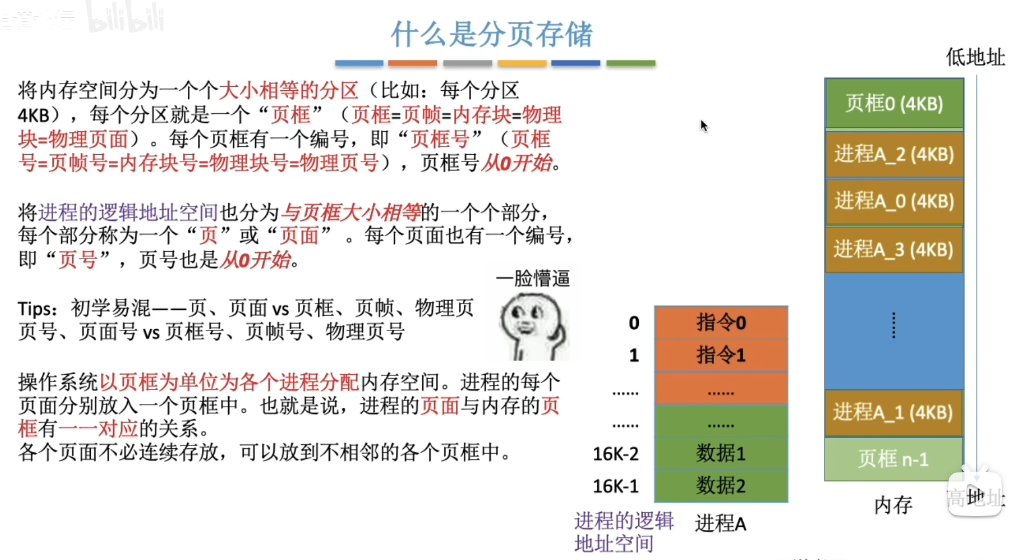 bilibili
什么是分页存储
将内存空间分为一个个大小相等的分区（比如：每个分区
4KB），每个分区就是一个“页框”（页框=页帧=内存块=物理
块=物理页面）。每个页框有一个编号，即“页框号”（页框
号=页帧号=内存块号=物理块号=物理页号），页框号从0开始。
将进程的逻辑地址空间也分为与页框大小相等的一个个部分，
每个部分称为一个“页”或“页面” 。每个页面也有一个编号，
即“页号”，页号也是从0开始。
Tips：初学易混——页、页面 vs 页框、页帧、物理页
页号、页面号 vs 页框号、页帧号、物理页号
操作系统以页框为单位为各个进程分配内存空间。进程的每个
页面分别放入一个页框中。也就是说，进程的页面与内存的页
框有一一对应的关系。
各个页面不必连续存放，可以放到不相邻的各个页框中。
一脸懵逼
0 指令0
1 指令1
...... ......
...... ......
16K-2 数据1
16K-1 数据2
进程的逻辑
地址空间
进程A
低地址
页框0 (4KB)
进程A_2 (4KB)
进程A_0 (4KB)
进程A_3 (4KB)
......
进程A_1 (4KB)
页框 n-1
内存
高地址